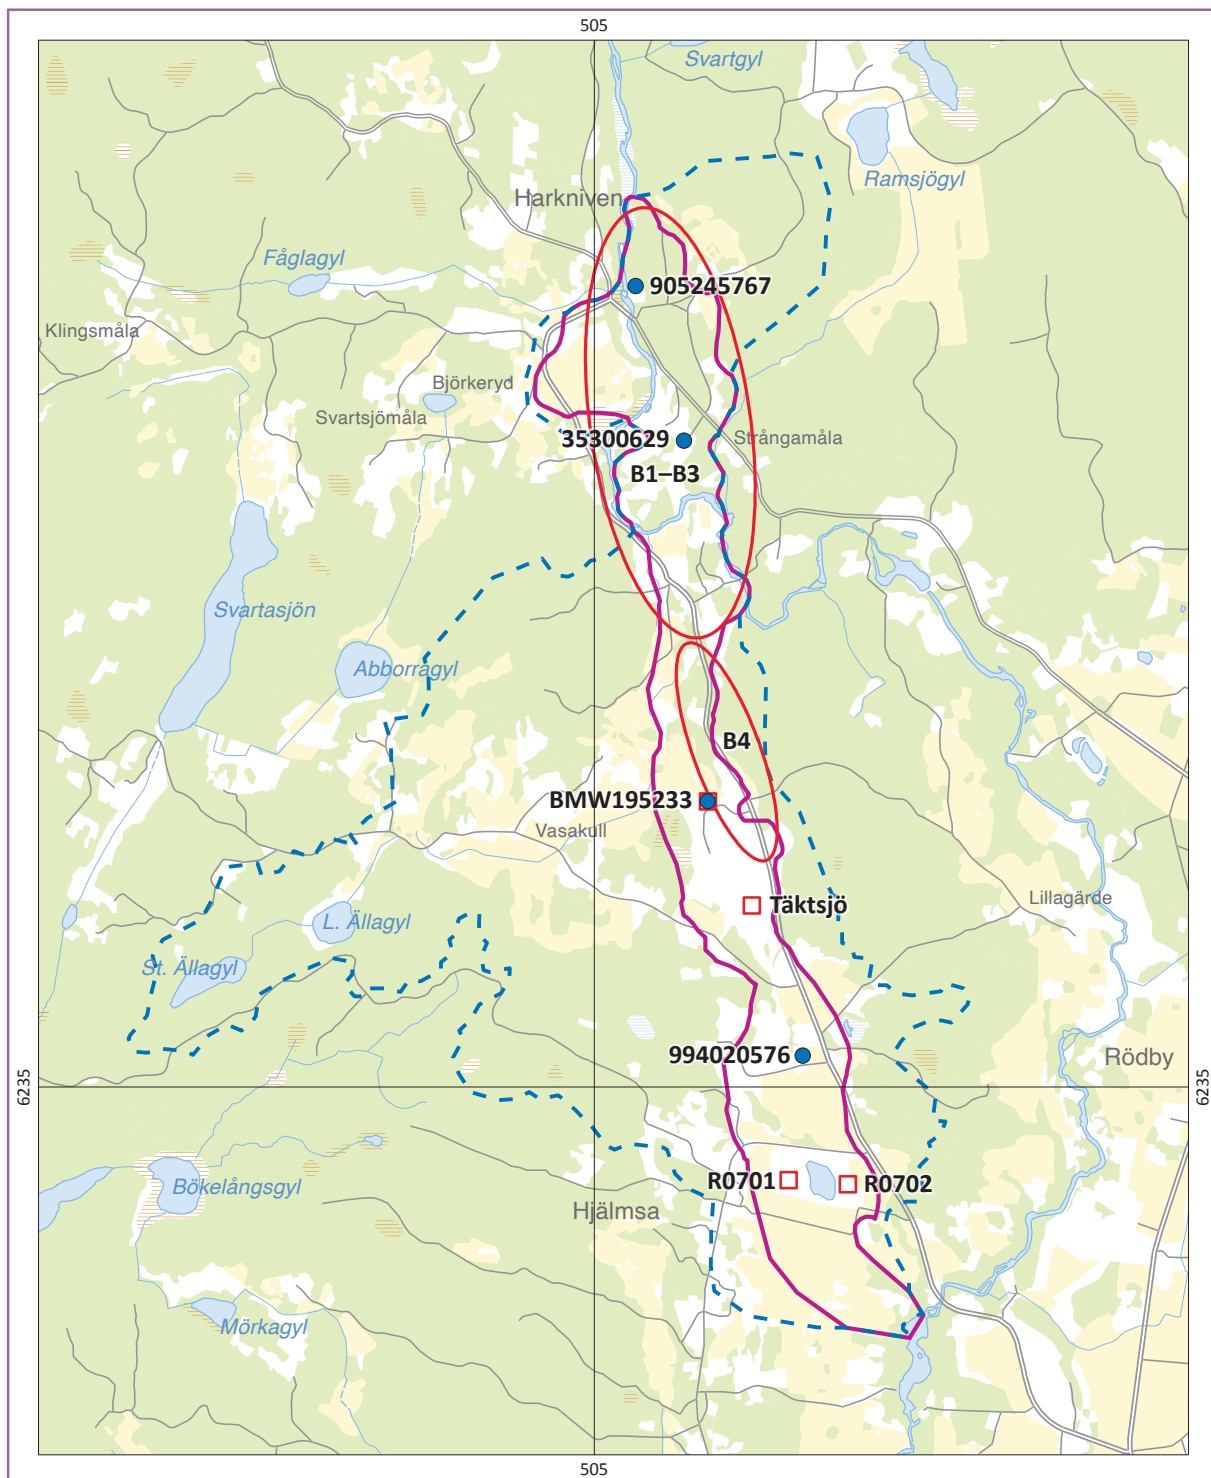 505
Svartgyl
Ramsjögyl
Harkniven
Fåglagyl
905245767
Klingsmåla
Björkeryd
Svartsjömåla
35300629
Strångamåla
B1–B3
Svartasjön
Abborragyl
B4
BMW195233
Vasakull
Täktsjö
Lillagärde
L. Ällagyl
St. Ällagyl
994020576
Rödby
6235
6235
R0701
R0702
Bökelångsgyl
Hjälmsa
Mörkagyl
505